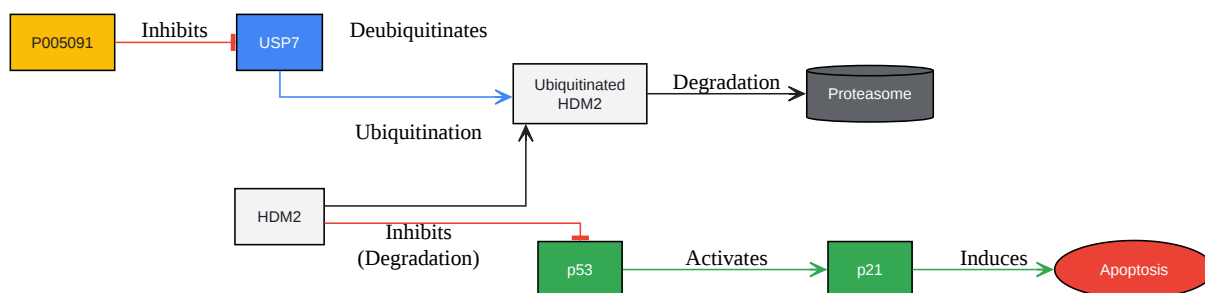 P005091
Inhibits
USP7
Deubiquitinates
Ubiquitinated
HDM2
Degradation
Proteasome
Ubiquitination
HDM2
Inhibits
(Degradation)
p53
Activates
p21
Induces
Apoptosis